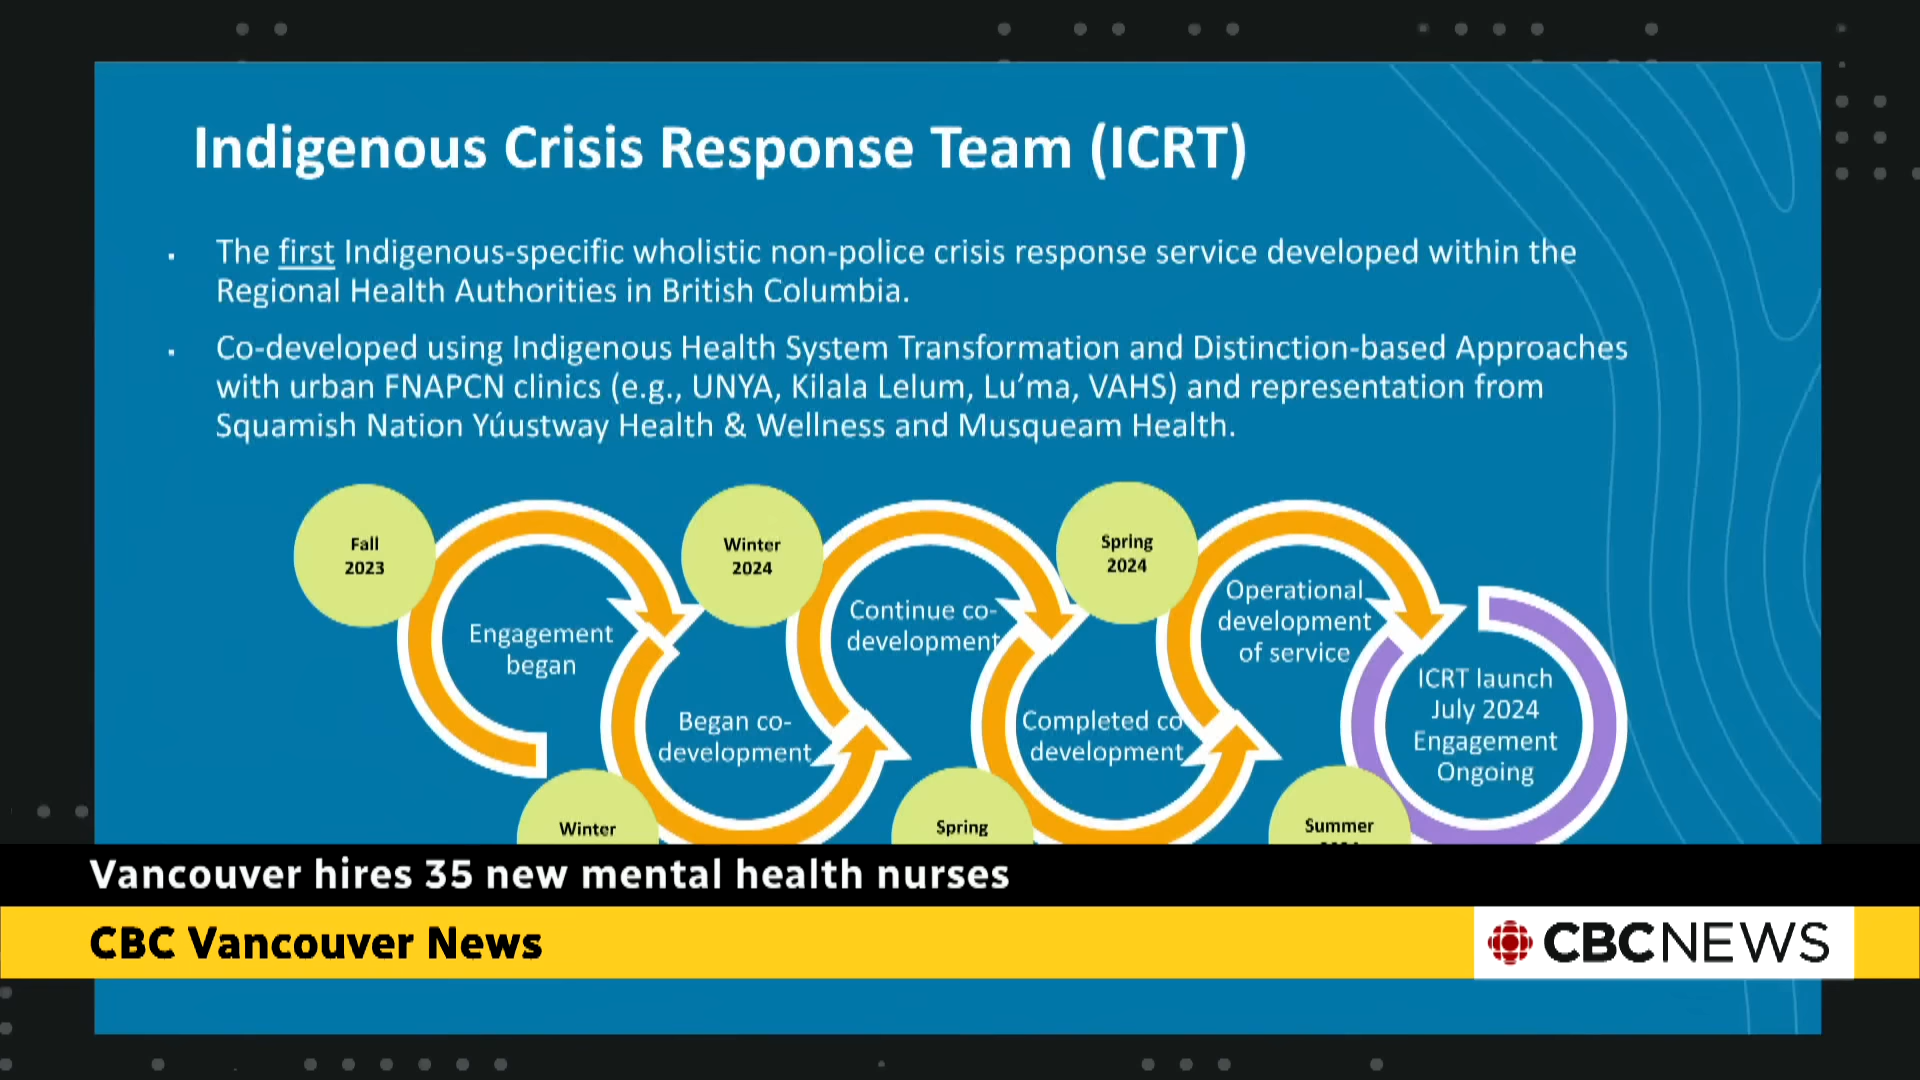 Indigenous Crisis Response Team (ICRT)
The first Indigenous-specific wholistic non-police crisis response service developed within the
Regional Health Authorities in British Columbia.
Co-developed using Indigenous Health System Transformation and Distinction-based Approaches
with urban FNAPCN clinics (e.g., UNYA, Kilala Lelum, Lu’ma, VAHS) and representation from
Squamish Nation Yúustway Health & Wellness and Musqueam Health.
Fall
2023
Engagement
began
Winter
Began co-
development
Winter
2024
Continue co-
development
Spring
Completed co
development
Spring
2024
Operational
development
of service
Summer
ICRT launch
July 2024
Engagement
Ongoing
Vancouver hires 35 new mental health nurses
CBC Vancouver News
CBCNEWS